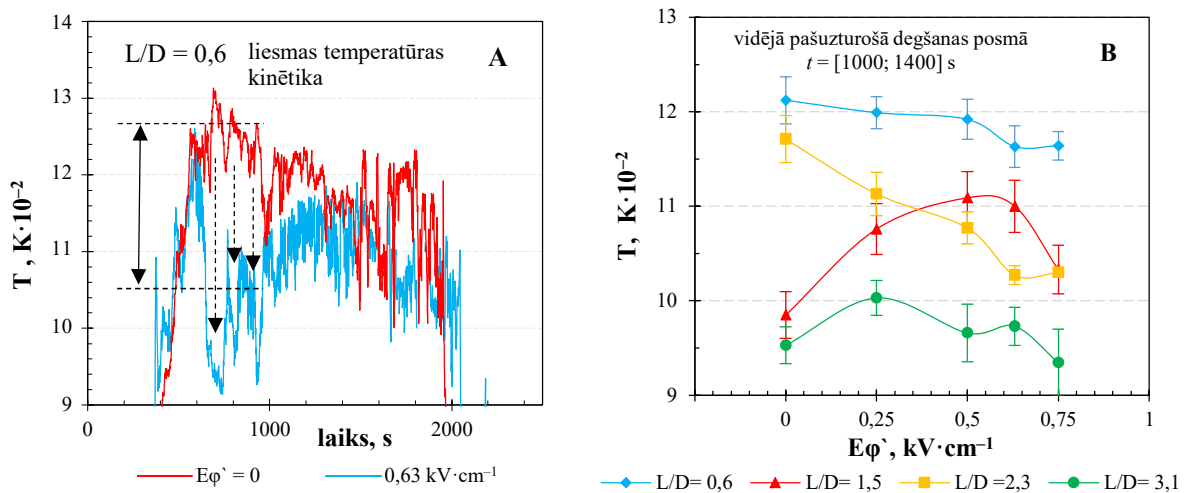 L/D = 0,6 liesmas temperatūras
kinētika
A
T , K·10⁻²
14
13
12
11
10
9
0
1000
2000
laiks, s
Eφ` = 0
0,63 kV·cm⁻¹
vidējā pašuzturošā degšanas posmā
t = [1000; 1400] s
B
T, K·10⁻²
13
12
11
10
9
0
0,25
0,5
0,75
1
Eφ`, kV·cm⁻¹
L/D= 0,6
L/D= 1,5
L/D =2,3
L/D= 3,1